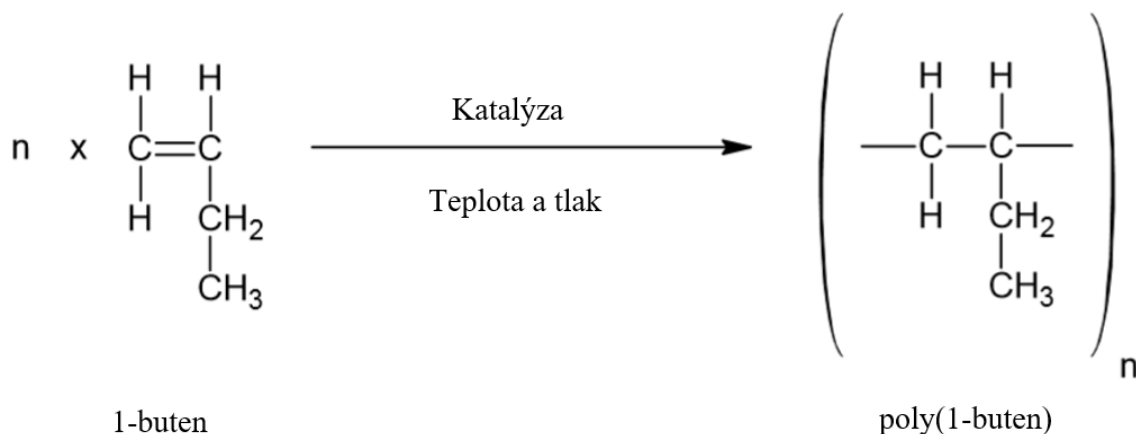 H H H H
n x C=C Katalýza —C—C—
H CH₂ Teplota a tlak H CH₂
CH₃ CH₃
n
1-buten poly(1-buten)